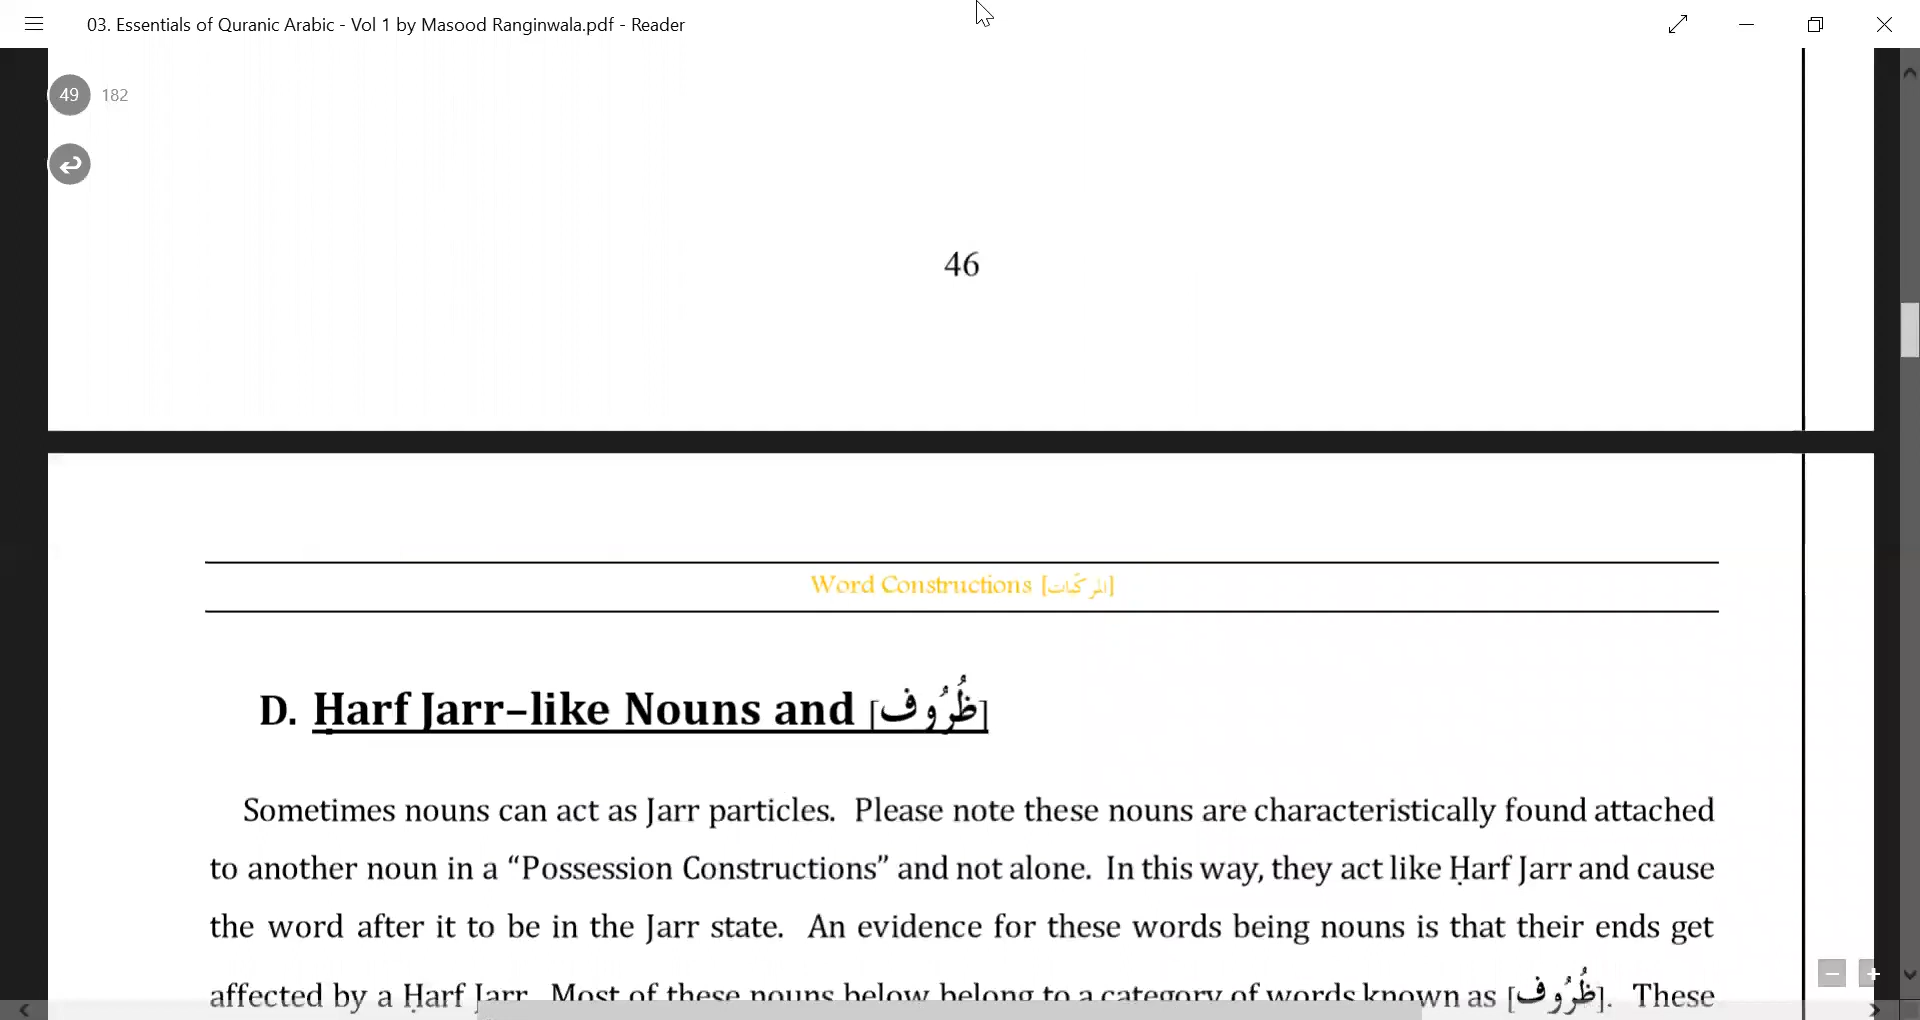 03. Essentials of Quranic Arabic - Vol 1 by Masood Ranginwala.pdf - Reader
49 182
46
Word Constructions [المركّبات]
D. Ḥarf Jarr–like Nouns and [ظُرُوف]
Sometimes nouns can act as Jarr particles. Please note these nouns are characteristically found attached
to another noun in a “Possession Constructions” and not alone. In this way, they act like Ḥarf Jarr and cause
the word after it to be in the Jarr state. An evidence for these words being nouns is that their ends get
affected by a Ḥarf Jarr. Most of these nouns below belong to a category of words known as [ظُرُوف]. These